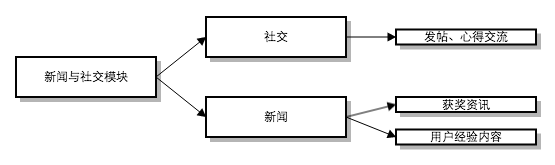 新闻与社交模块
社交
发帖、心得交流
新闻
获奖资讯
用户经验内容